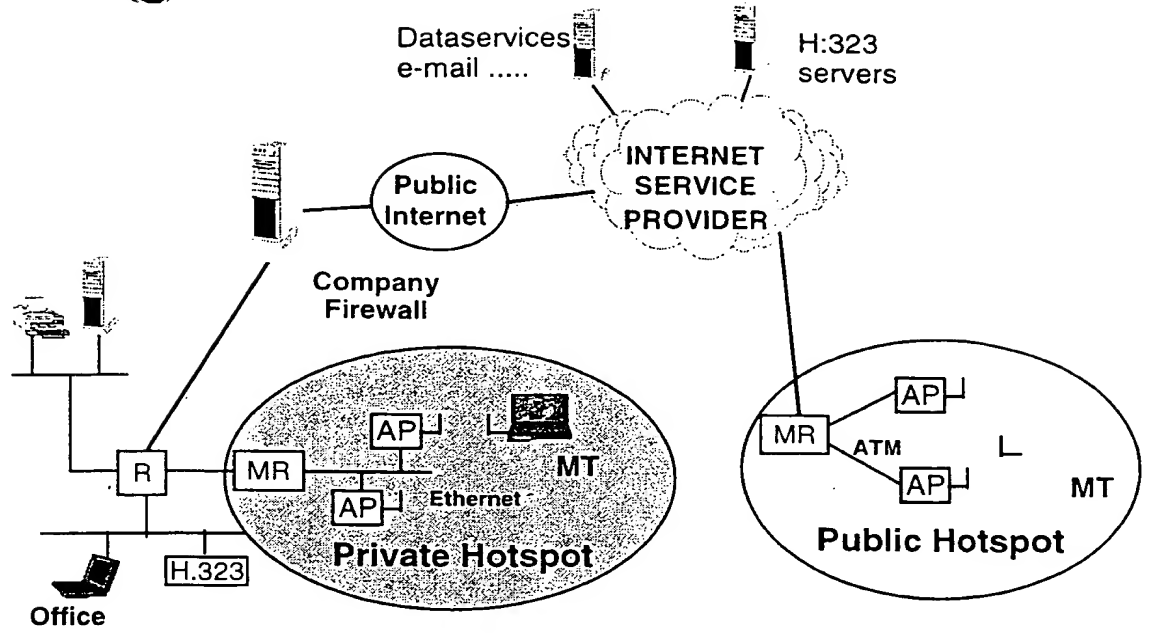 Dataservices
e-mail .....
H:323
servers
INTERNET
SERVICE
PROVIDER
Public
Internet
Company
Firewall
AP
MT
MR
R
AP
Ethernet
Private Hotspot
H.323
Office
AP
MR
ATM
AP
MT
Public Hotspot